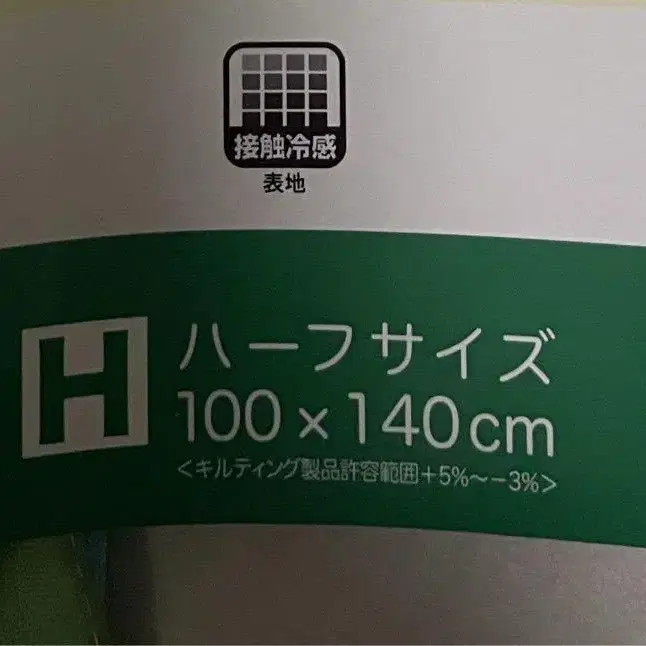 接触冷感
表地
H
ハーフサイズ
100×140cm
<キルティング製品許容範囲+5%～-3%>